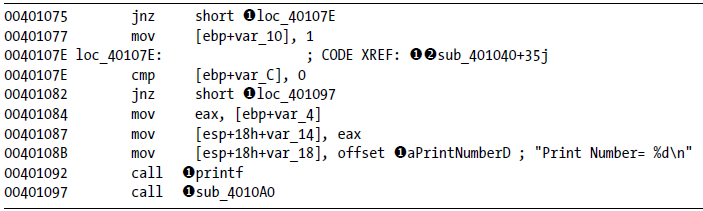 00401075 jnz short ❶loc_40107E
00401077 mov [ebp+var_10], 1
0040107E loc_40107E: ; CODE XREF: ❶❷sub_401040+35j
0040107E cmp [ebp+var_C], 0
00401082 jnz short ❶loc_401097
00401084 mov eax, [ebp+var_4]
00401087 mov [esp+18h+var_14], eax
0040108B mov [esp+18h+var_18], offset ❶aPrintNumberD ; "Print Number= %d\n"
00401092 call ❶printf
00401097 call ❶sub_4010A0